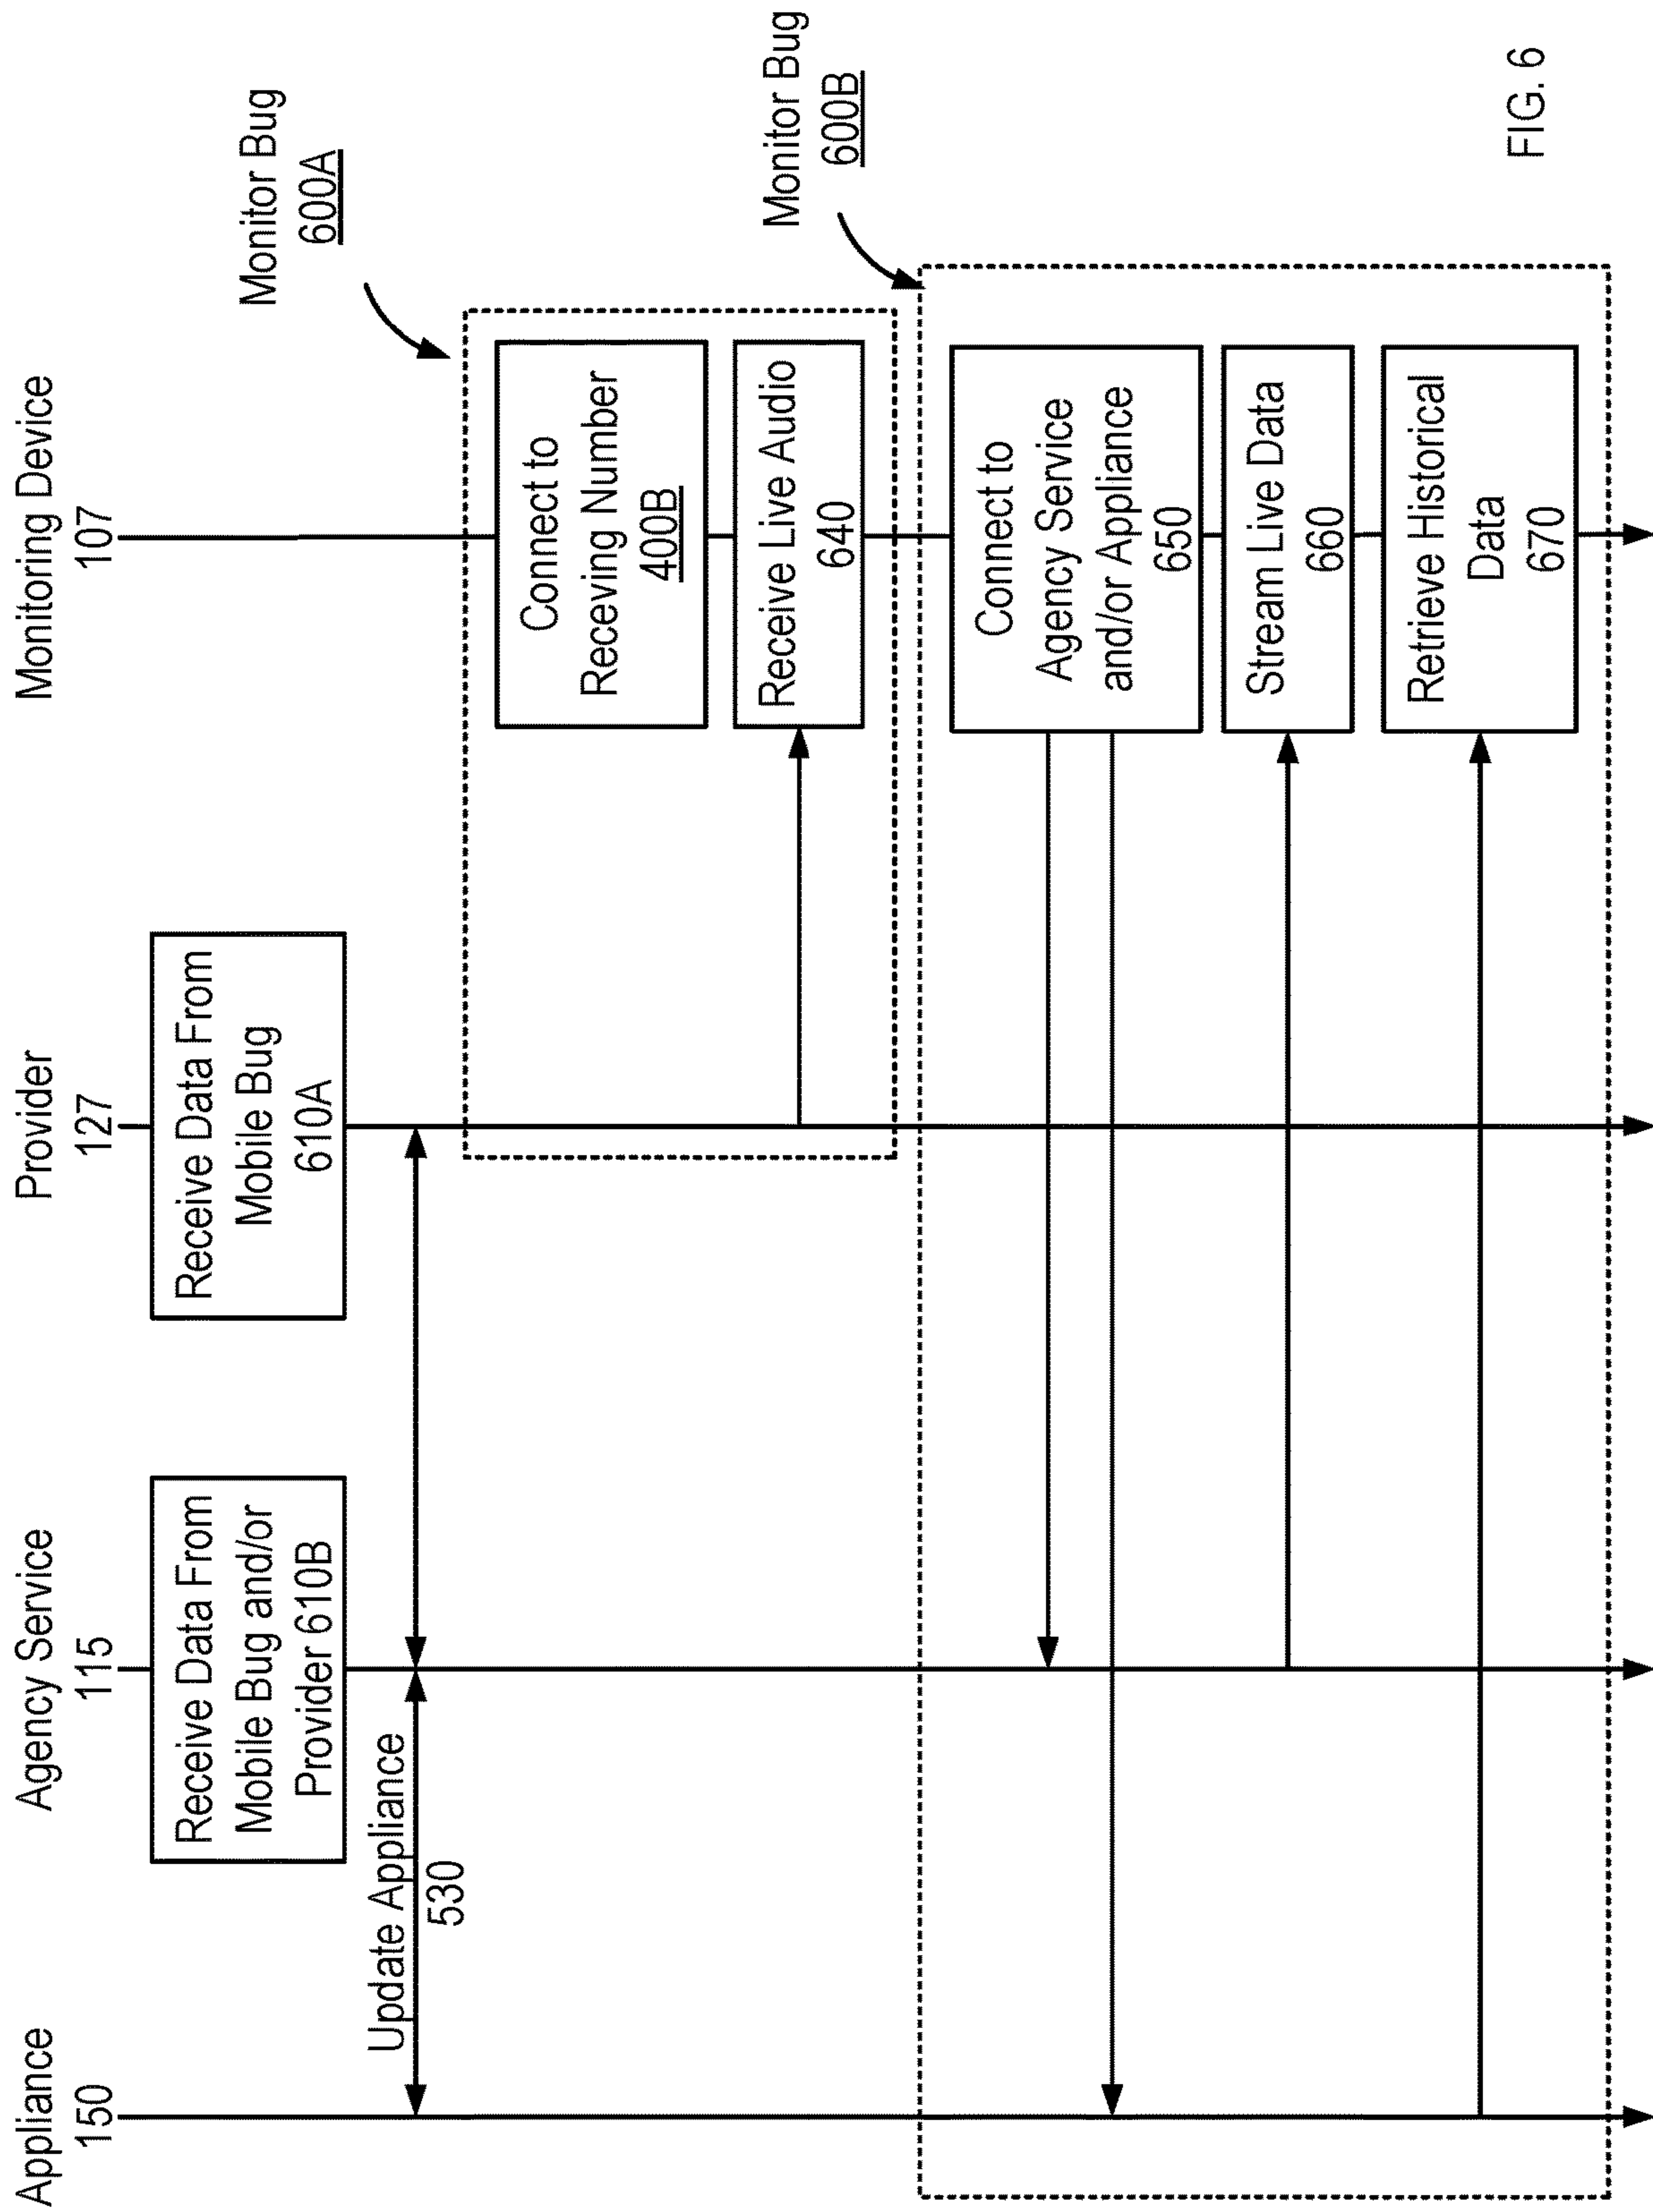 Appliance
150
Agency Service
115
Provider
127
Monitoring Device
107
Receive Data From
Mobile Bug and/or
Provider 610B
Receive Data From
Mobile Bug
610A
Update Appliance
530
Monitor Bug
600A
Connect to
Receiving Number
400B
Receive Live Audio
640
Monitor Bug
600B
Connect to
Agency Service
and/or Appliance
650
Stream Live Data
660
Retrieve Historical
Data
670
FIG. 6